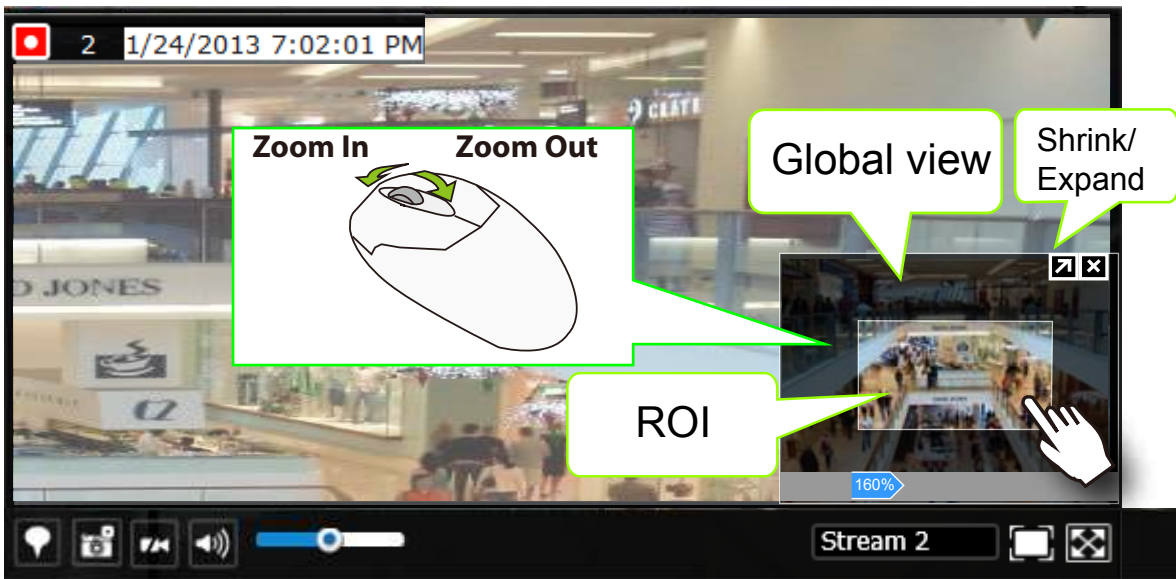 2 1/24/2013 7:02:01 PM
CRATE
Zoom In Zoom Out
Global view
Shrink/
Expand
D JONES
ROI
160%
Stream 2